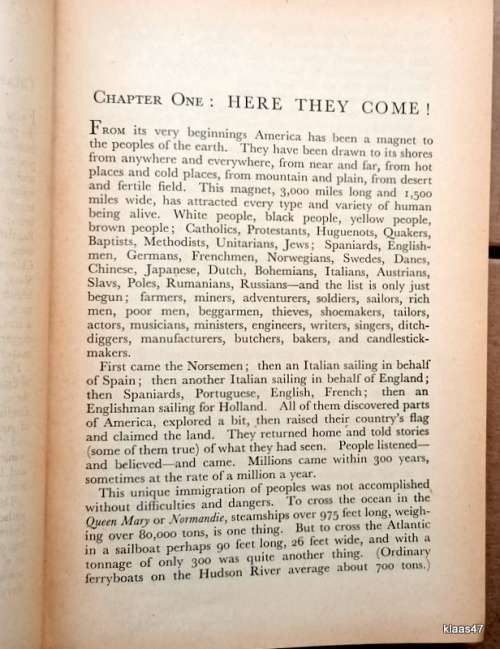 CHAPTER ONE: HERE THEY COME!
FROM its very beginnings America has been a magnet to
the peoples of the earth. They have been drawn to its shores
from anywhere and everywhere, from near and far, from hot
places and cold places, from mountain and plain, from desert
and fertile field. This magnet, 3,000 miles long and 1,500
miles wide, has attracted every type and variety of human
being alive. White people, black people, yellow people,
brown people; Catholics, Protestants, Huguenots, Quakers,
Baptists, Methodists, Unitarians, Jews; Spaniards, English-
men, Germans, Frenchmen, Norwegians, Swedes, Danes,
Chinese, Japanese, Dutch, Bohemians, Italians, Austrians,
Slavs, Poles, Rumanians, Russians—and the list is only just
begun; farmers, miners, adventurers, soldiers, sailors, rich
men, poor men, beggarmen, thieves, shoemakers, tailors,
actors, musicians, ministers, engineers, writers, singers, ditch-
diggers, manufacturers, butchers, bakers, and candlestick-
makers.
First came the Norsemen; then an Italian sailing in behalf
of Spain; then another Italian sailing in behalf of England;
then Spaniards, Portuguese, English, French; then an
Englishman sailing for Holland. All of them discovered parts
of America, explored a bit, then raised their country's flag
and claimed the land. They returned home and told stories
(some of them true) of what they had seen. People listened—
and believed—and came. Millions came within 300 years,
sometimes at the rate of a million a year.
This unique immigration of peoples was not accomplished
without difficulties and dangers. To cross the ocean in the
Queen Mary or Normandie, steamships over 975 feet long, weigh-
ing over 80,000 tons, is one thing. But to cross the Atlantic
in a sailboat perhaps 90 feet long, 26 feet wide, and with a
tonnage of only 300 was quite another thing. (Ordinary
ferryboats on the Hudson River average about 700 tons.)
klaas47